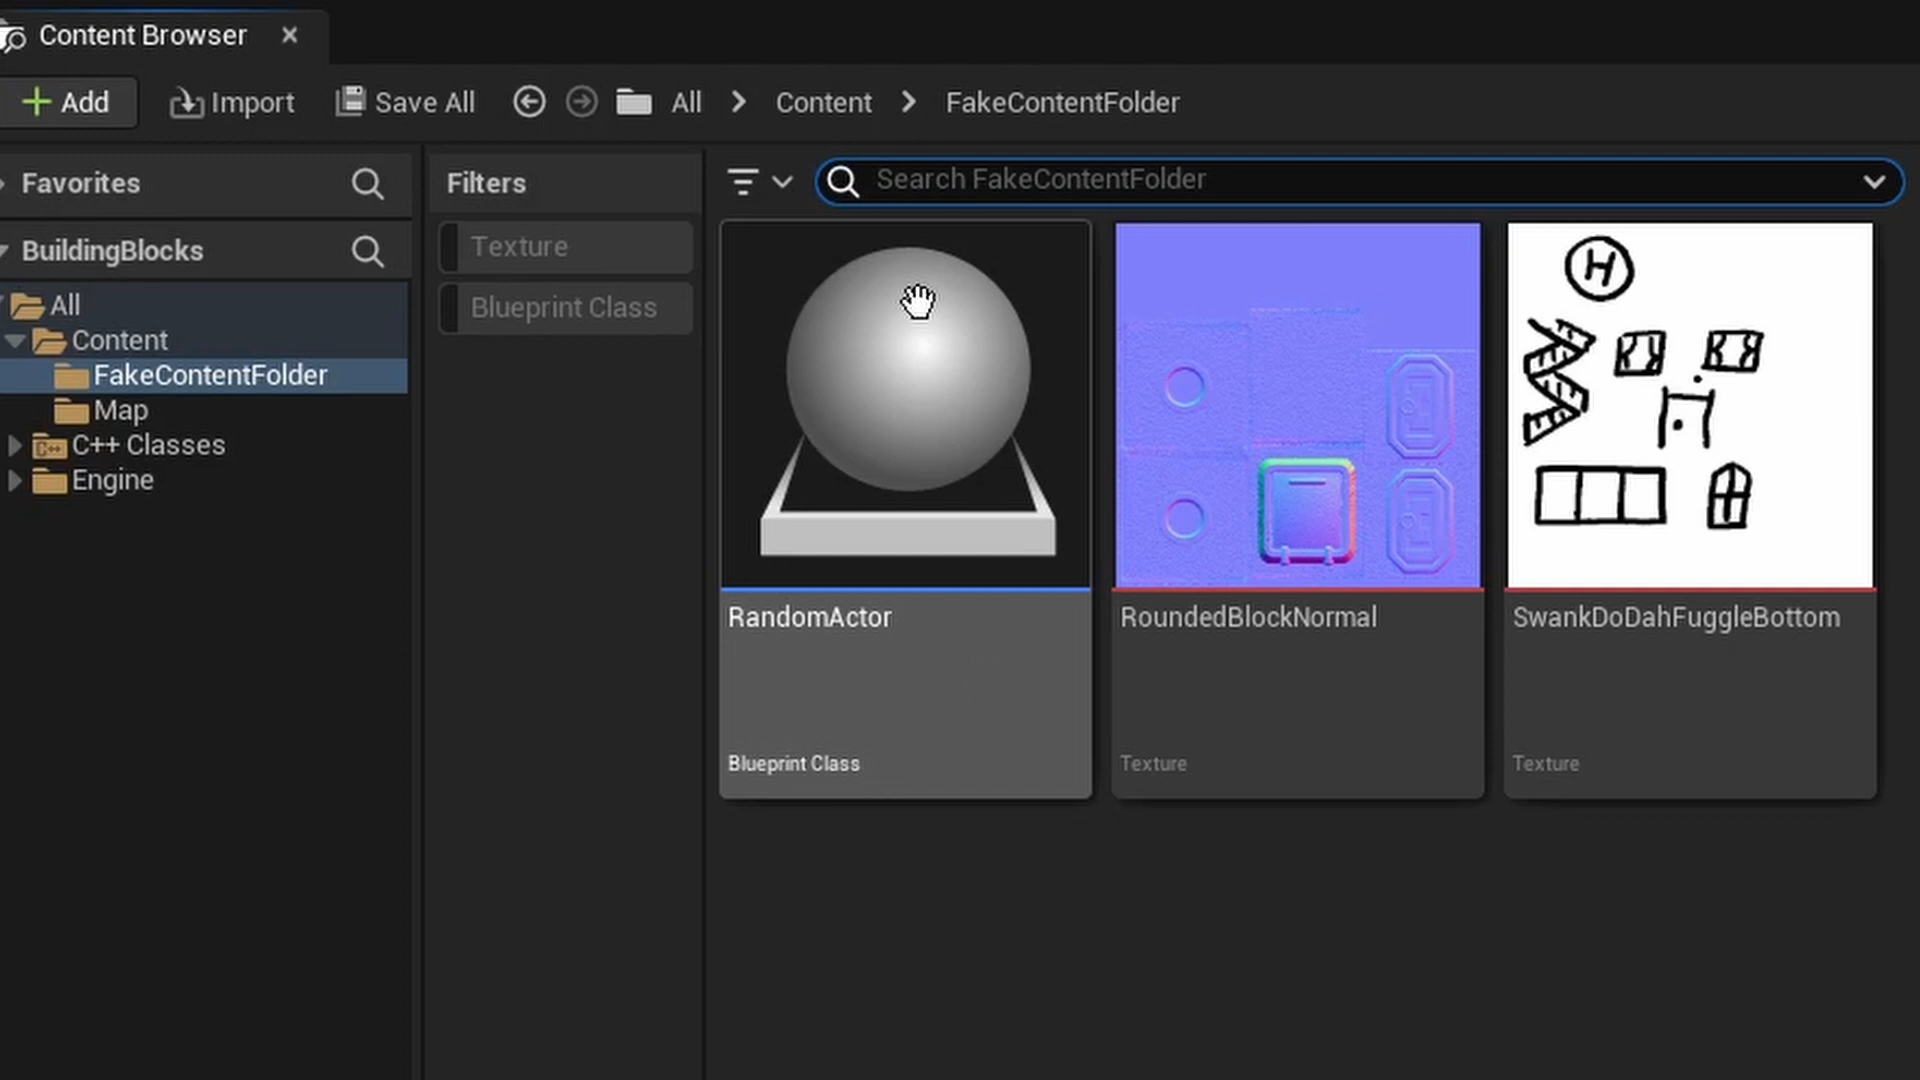 Content Browser
Add
Import
Save All
All
Content
FakeContentFolder
Favorites
BuildingBlocks
All
Content
FakeContentFolder
Map
C++ Classes
Engine
Filters
Texture
Blueprint Class
Search FakeContentFolder
H
RandomActor
Blueprint Class
RoundedBlockNormal
Texture
SwankDoDahFuggleBottom
Texture